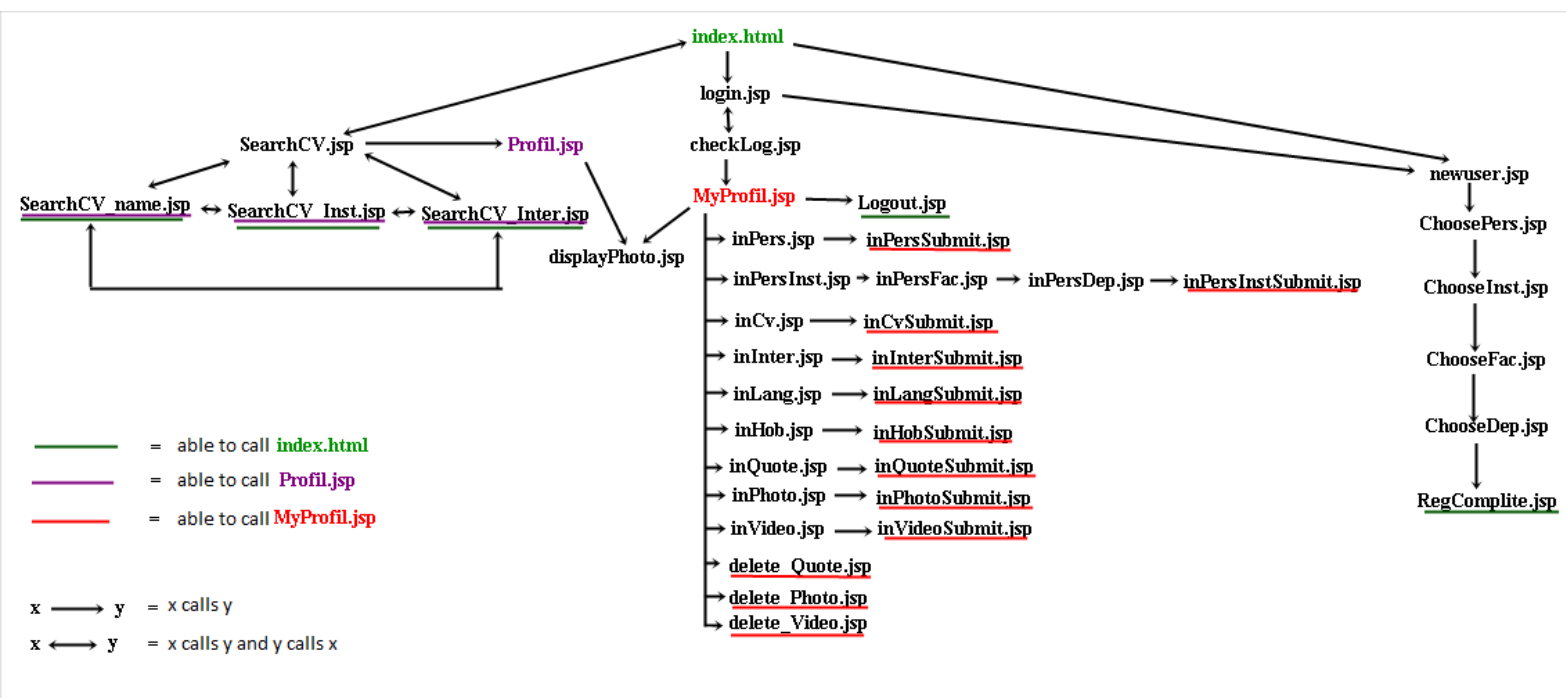 index.html
login.jsp
SearchCV.jsp
Profil.jsp
checkLog.jsp
newuser.jsp
SearchCV_name.jsp
SearchCV_Inst.jsp
SearchCV_Inter.jsp
MyProfil.jsp
Logout.jsp
ChoosePers.jsp
displayPhoto.jsp
inPers.jsp
inPersSubmit.jsp
inPersInst.jsp
inPersFac.jsp
inPersDep.jsp
inPersInstSubmit.jsp
ChooseInst.jsp
inCv.jsp
inCvSubmit.jsp
inInter.jsp
inInterSubmit.jsp
ChooseFac.jsp
inLang.jsp
inLangSubmit.jsp
inHob.jsp
inHobSubmit.jsp
ChooseDep.jsp
inQuote.jsp
inQuoteSubmit.jsp
inPhoto.jsp
inPhotoSubmit.jsp
RegComplite.jsp
inVideo.jsp
inVideoSubmit.jsp
delete_Quote.jsp
delete_Photo.jsp
delete_Video.jsp
= able to call index.html
= able to call Profil.jsp
= able to call MyProfil.jsp
x y = x calls y
x y = x calls y and y calls x